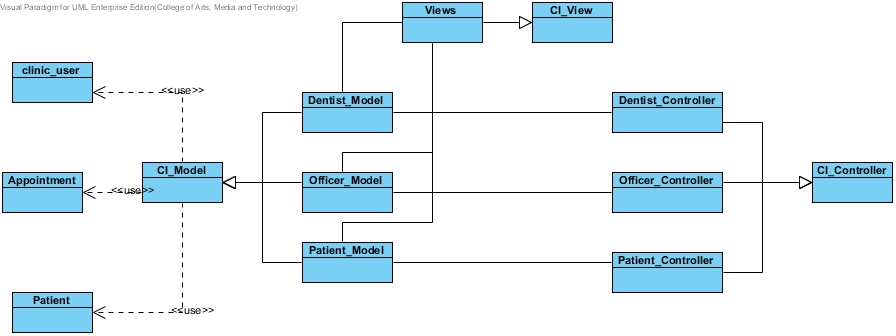 Visual Paradigm for UML Enterprise Edition(College of Arts, Media and Technology)
Views
CI_View
clinic_user
<<use>>
Dentist_Model
Dentist_Controller
Appointment
<<use>>
CI_Model
Officer_Model
Officer_Controller
CI_Controller
Patient_Model
Patient_Controller
Patient
<<use>>